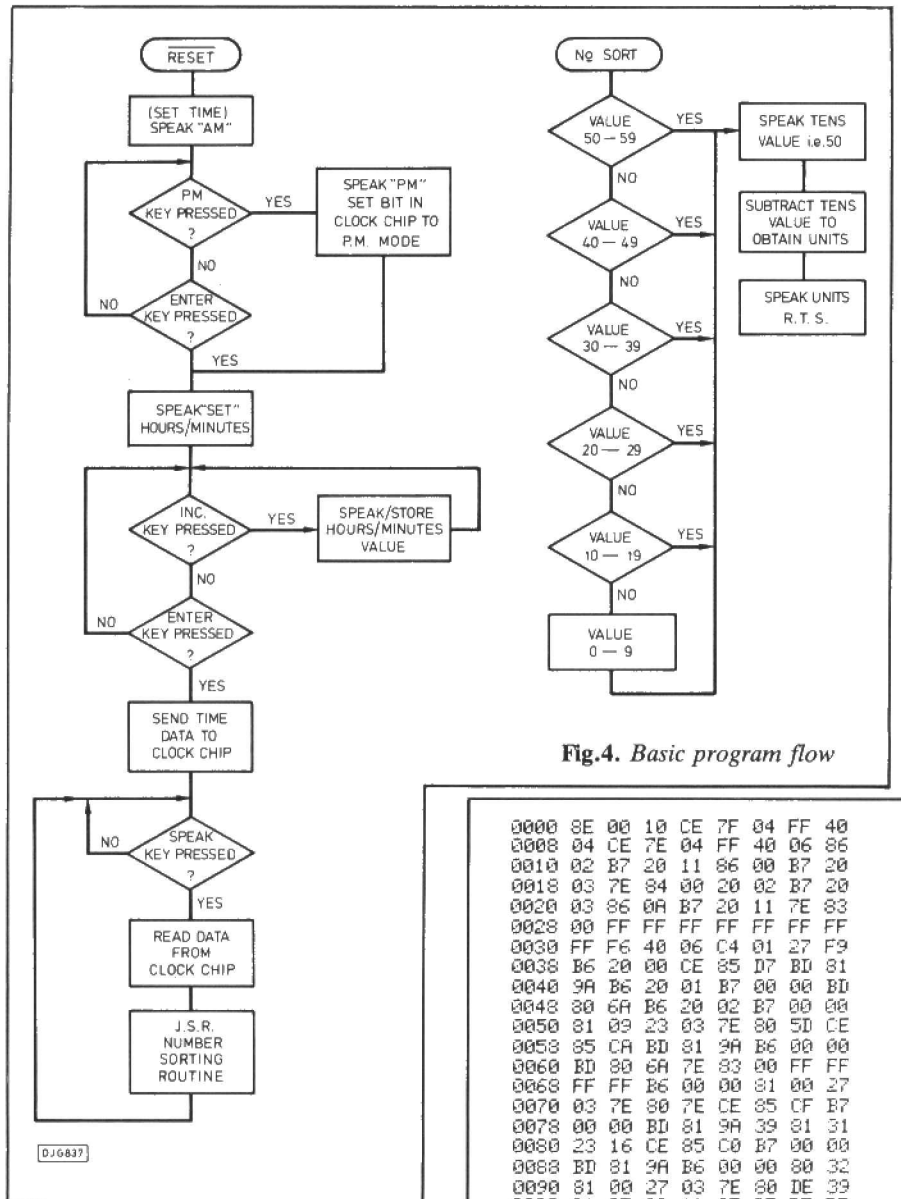 RESET
(SET TIME)
SPEAK "AM"
PM
KEY PRESSED
?
YES
SPEAK "PM"
SET BIT IN
CLOCK CHIP TO
P.M. MODE
NO
NO
ENTER
KEY PRESSED
?
YES
SPEAK"SET"
HOURS/MINUTES
INC.
KEY PRESSED
?
YES
SPEAK/STORE
HOURS/MINUTES
VALUE
NO
NO
ENTER
KEY PRESSED
?
YES
SEND TIME
DATA TO
CLOCK CHIP
NO
SPEAK
KEY PRESSED
?
YES
READ DATA
FROM
CLOCK CHIP
J.S.R.
NUMBER
SORTING
ROUTINE
DJG837
No SORT
VALUE
50 — 59
YES
SPEAK TENS
VALUE i.e.50
NO
SUBTRACT TENS
VALUE TO
OBTAIN UNITS
VALUE
40 — 49
YES
NO
SPEAK UNITS
R.T.S.
VALUE
30 — 39
YES
NO
VALUE
20 — 29
YES
NO
VALUE
10 — 19
YES
NO
VALUE
0 — 9
Fig.4. Basic program flow
0000 8E 00 10 CE 7F 04 FF 40
0008 04 CE 7E 04 FF 40 06 86
0010 02 B7 20 11 86 00 B7 20
0018 03 7E 84 00 20 02 B7 20
0020 03 86 0A B7 20 11 7E 83
0028 00 FF FF FF FF FF FF FF
0030 FF F6 40 06 C4 01 27 F9
0038 B6 20 00 CE 85 D7 BD 81
0040 9A B6 20 01 B7 00 00 BD
0048 80 6A B6 20 02 B7 00 00
0050 81 09 23 03 7E 80 5D CE
0058 85 CA BD 81 9A B6 00 00
0060 BD 80 6A 7E 83 00 FF FF
0068 FF FF B6 00 00 81 00 27
0070 03 7E 80 7E CE 85 CF B7
0078 00 00 BD 81 9A 39 81 31
0080 23 16 CE 85 C0 B7 00 00
0088 BD 81 9A B6 00 00 80 32
0090 81 00 27 03 7E 80 DE 39